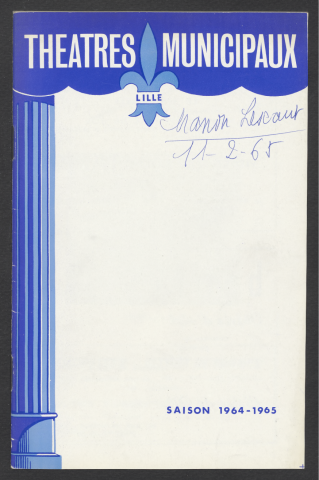 THEATRES MUNICIPAUX
LILLE
Manon Lescaut
11-2-65
SAISON 1964-1965